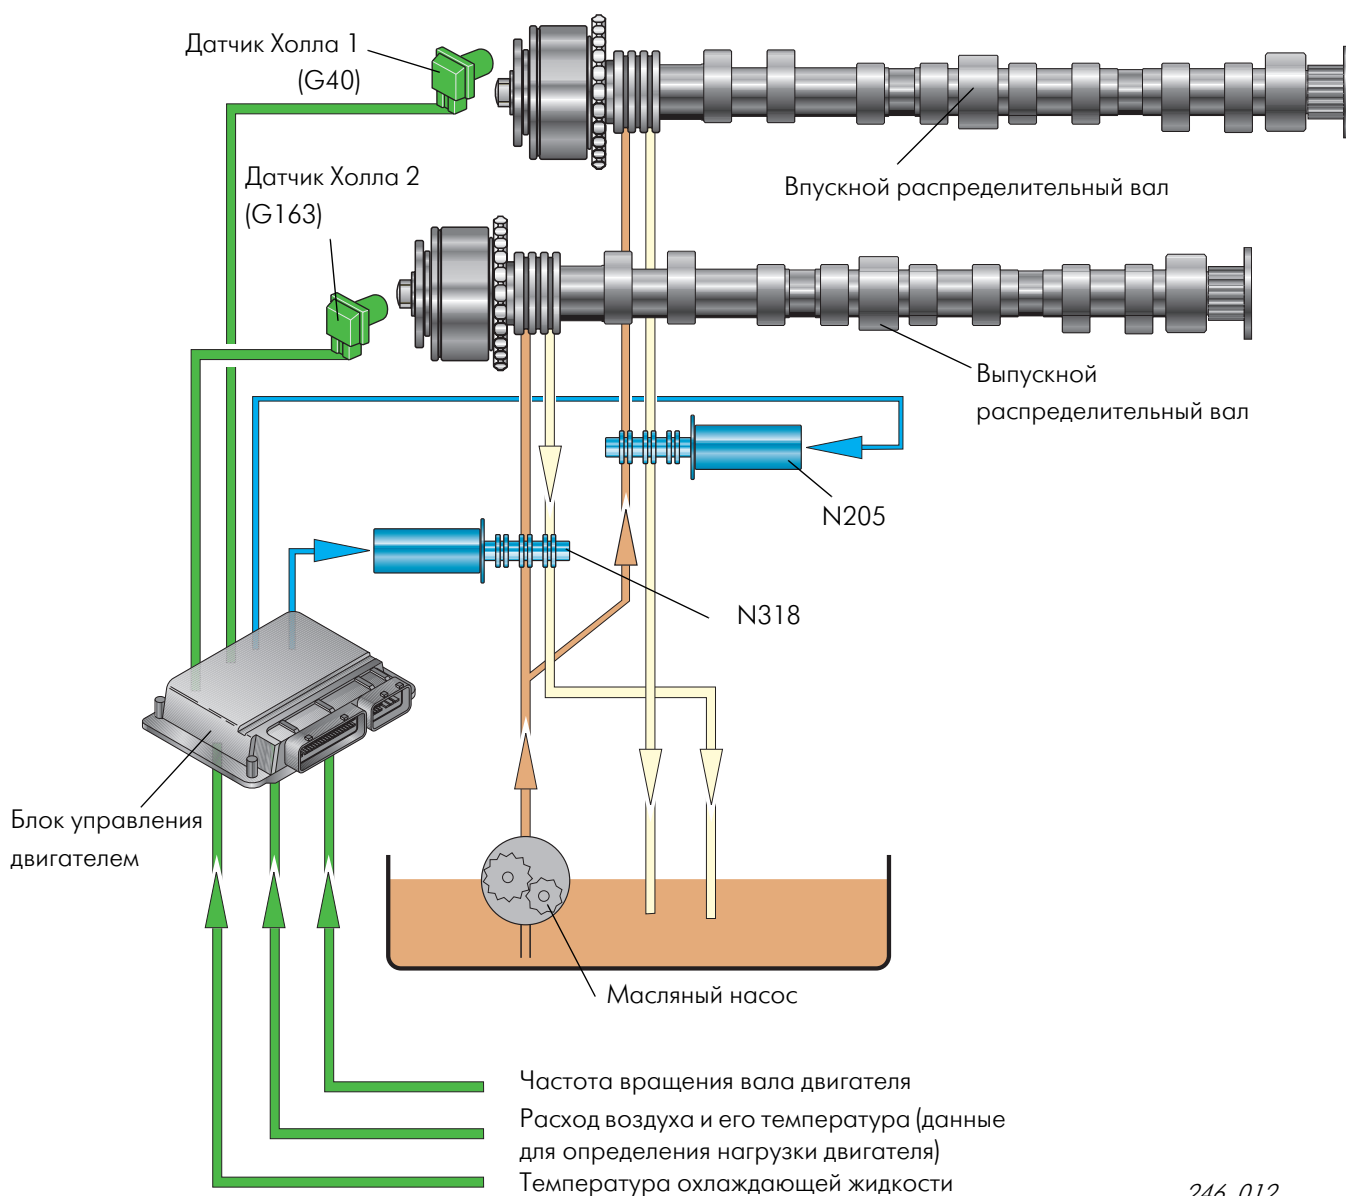 Датчик Холла 1
(G40)
Датчик Холла 2
(G163)
Впускной распределительный вал
Выпускной
распределительный вал
N205
N318
Блок управления
двигателем
Масляный насос
Частота вращения вала двигателя
Расход воздуха и его температура (данные
для определения нагрузки двигателя)
Температура охлаждающей жидкости
246_012